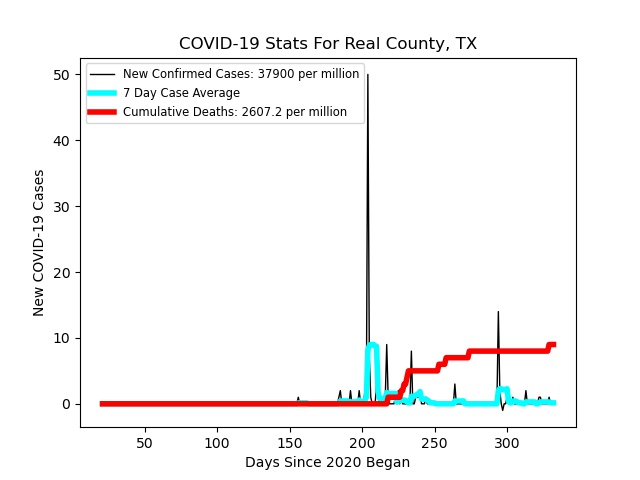 COVID-19 Stats For Real County, TX
New Confirmed Cases: 37900 per million
7 Day Case Average
Cumulative Deaths: 2607.2 per million
New COVID-19 Cases
50
40
30
20
10
0
50 100 150 200 250 300
Days Since 2020 Began